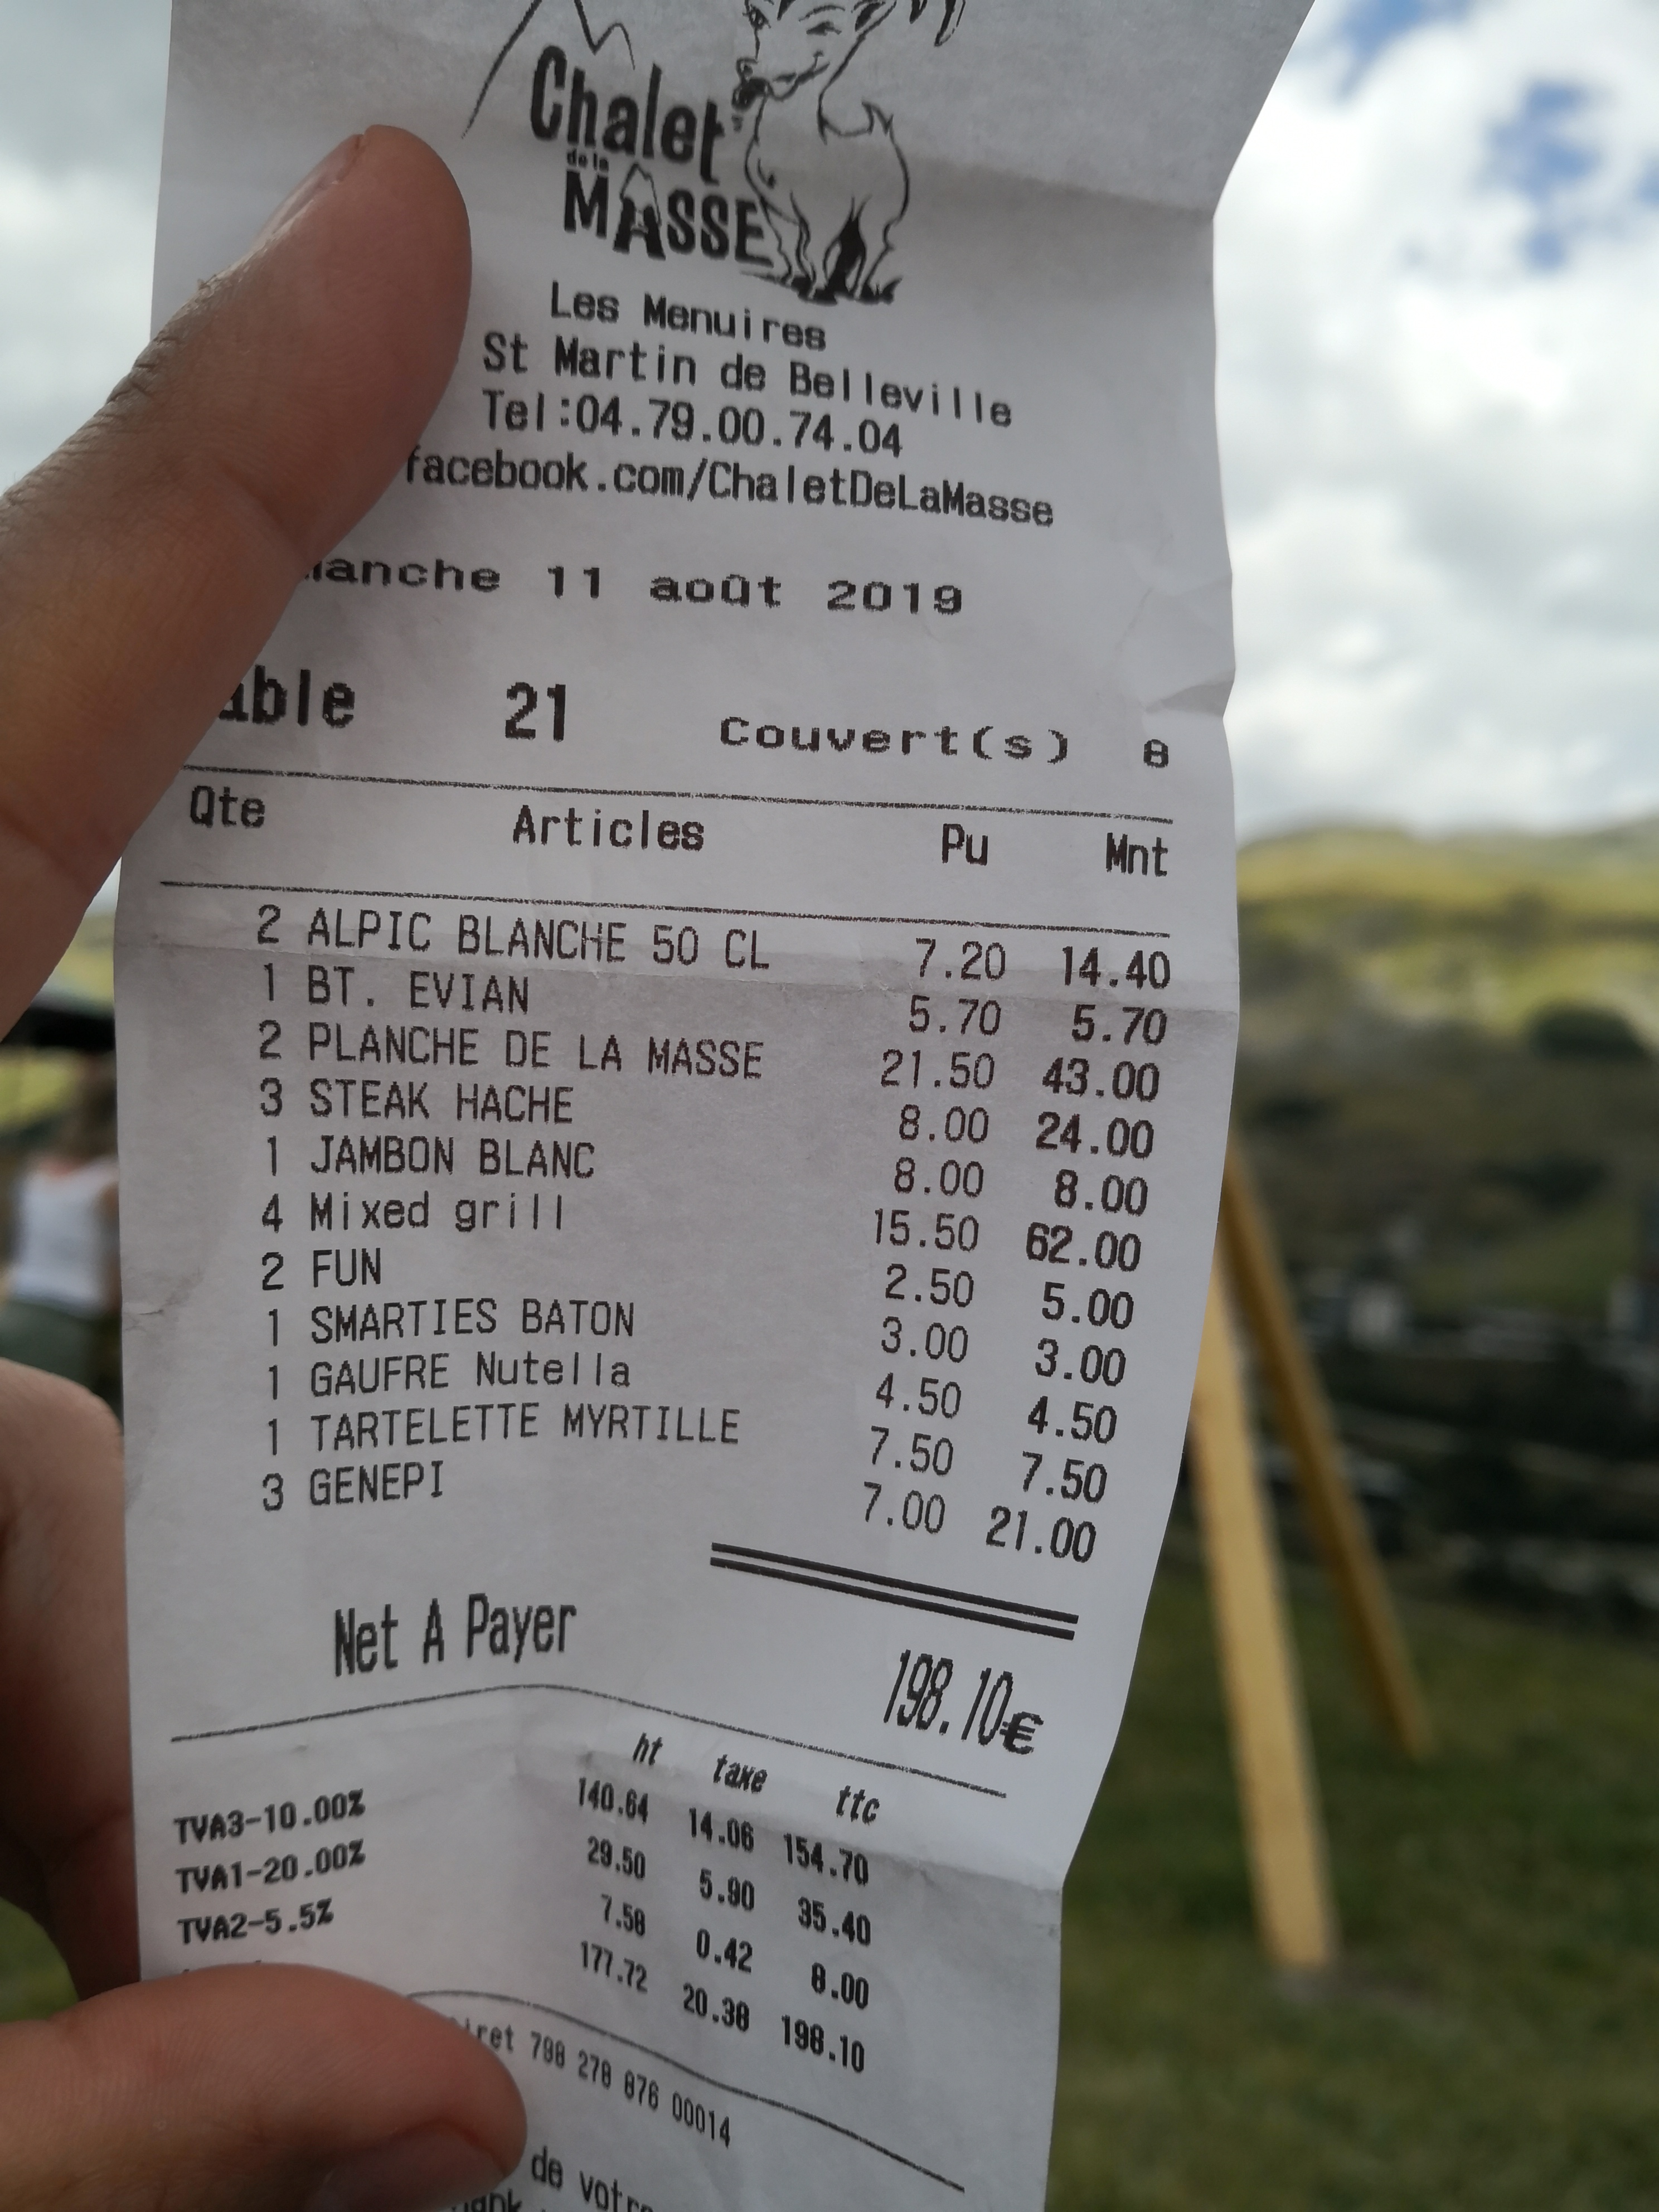 Chalet
de la
MASSE
Les Menuires
St Martin de Belleville
Tel:04.79.00.74.04
facebook.com/ChaletDeLaMasse
manche 11 août 2019
able 21 Couvert(s) 8
Qte Articles Pu Mnt
2 ALPIC BLANCHE 50 CL 7.20 14.40
1 BT. EVIAN 5.70 5.70
2 PLANCHE DE LA MASSE 21.50 43.00
3 STEAK HACHE 8.00 24.00
1 JAMBON BLANC 8.00 8.00
4 Mixed grill 15.50 62.00
2 FUN 2.50 5.00
1 SMARTIES BATON 3.00 3.00
1 GAUFRE Nutella 4.50 4.50
1 TARTELETTE MYRTILLE 7.50 7.50
3 GENEPI 7.00 21.00
Net A Payer 198.10€
ht taxe ttc
TVA3-10.00% 140.64 14.06 154.70
TVA1-20.00% 29.50 5.90 35.40
TVA2-5.5% 7.58 0.42 8.00
177.72 20.38 198.10
iret 798 278 876 00014
de votre